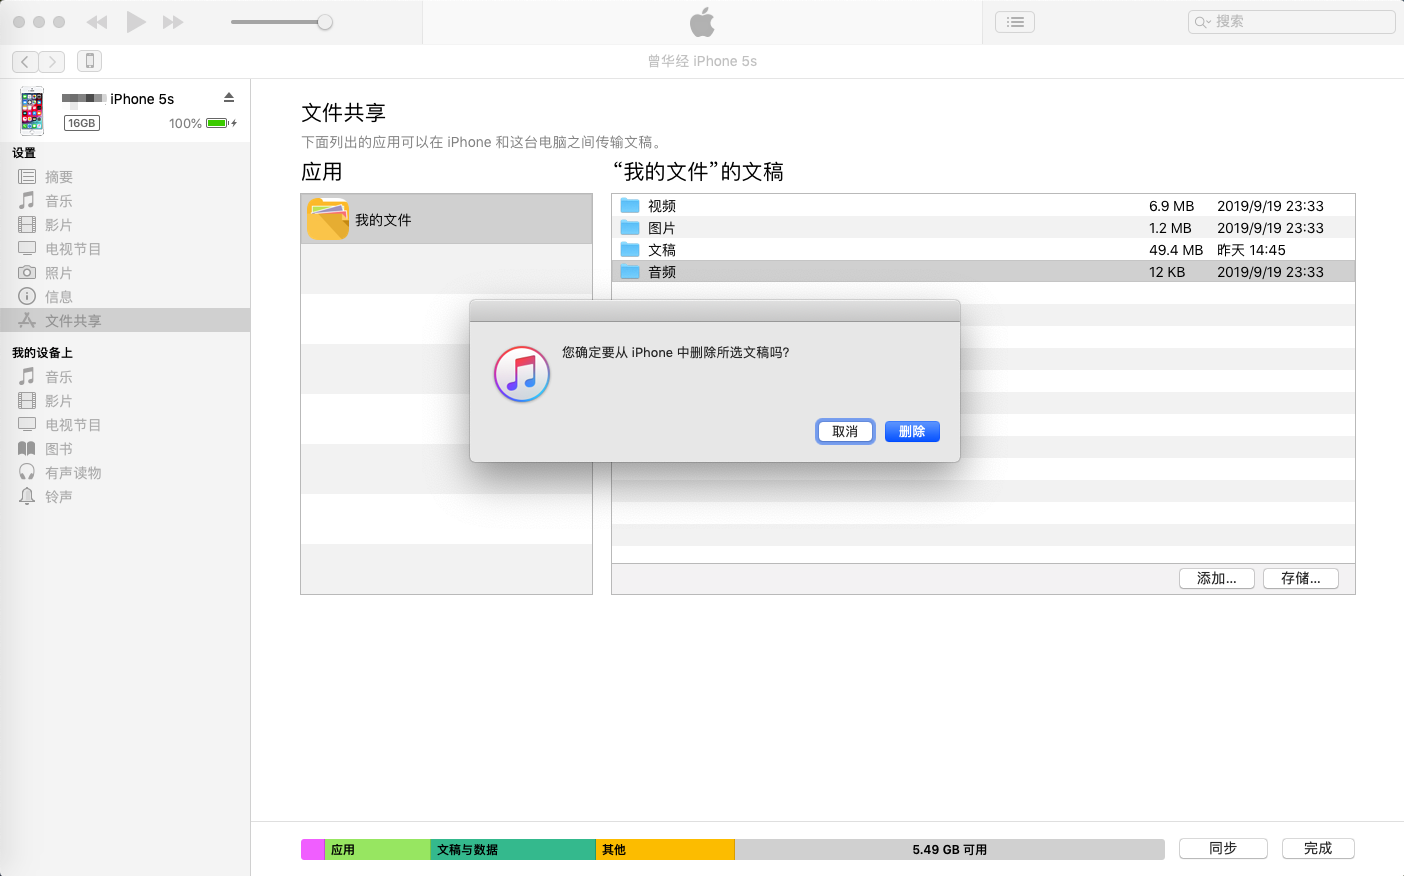 搜索
曾华经 iPhone 5s
iPhone 5s
16GB
100%
设置
摘要
音乐
影片
电视节目
照片
信息
文件共享
我的设备上
音乐
影片
电视节目
图书
有声读物
铃声
文件共享
下面列出的应用可以在 iPhone 和这台电脑之间传输文稿。
应用
我的文件
“我的文件”的文稿
视频 6.9 MB 2019/9/19 23:33
图片 1.2 MB 2019/9/19 23:33
文稿 49.4 MB 昨天 14:45
音频 12 KB 2019/9/19 23:33
您确定要从 iPhone 中删除所选文稿吗?
取消 删除
添加... 存储...
应用 文稿与数据 其他 5.49 GB 可用
同步 完成